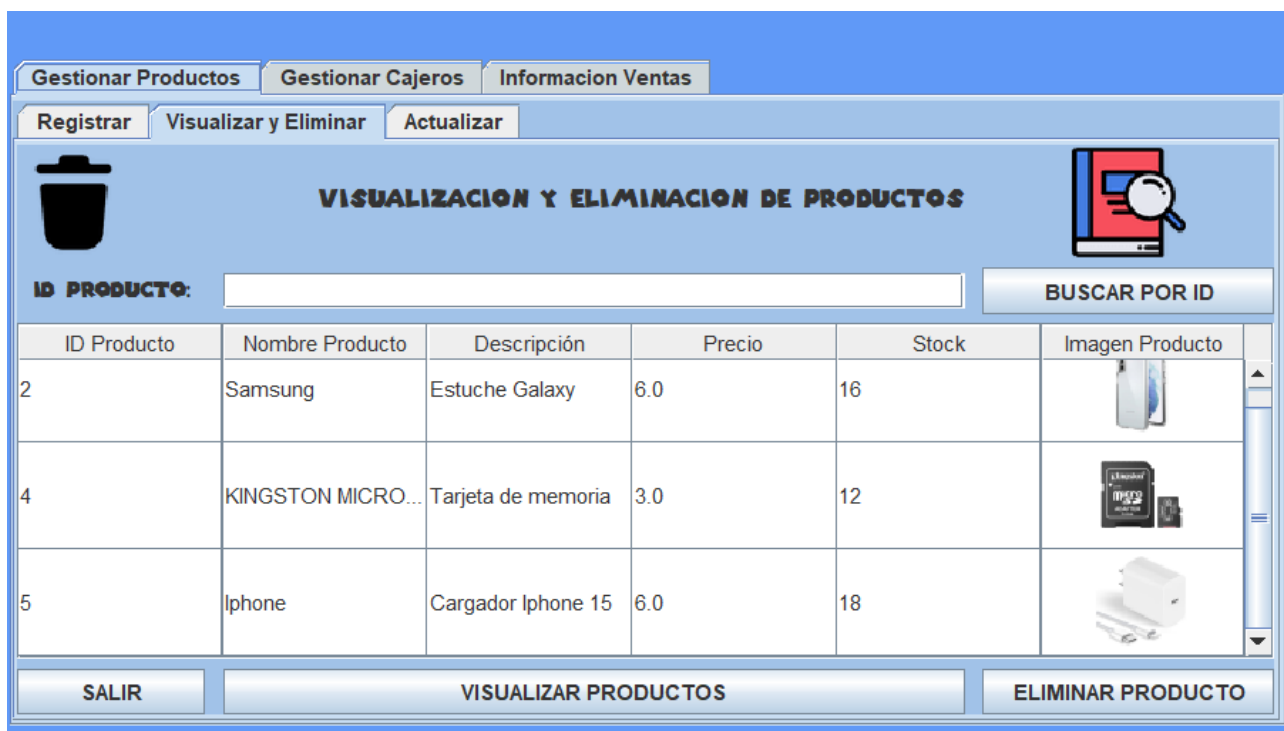 Gestionar Productos Gestionar Cajeros Informacion Ventas
Registrar Visualizar y Eliminar Actualizar
VISUALIZACION Y ELIMINACION DE PRODUCTOS
ID PRODUCTO: BUSCAR POR ID
ID Producto Nombre Producto Descripción Precio Stock Imagen Producto
2 Samsung Estuche Galaxy 6.0 16
4 KINGSTON MICRO... Tarjeta de memoria 3.0 12
Kingston
micro
5 Iphone Cargador Iphone 15 6.0 18
SALIR VISUALIZAR PRODUCTOS ELIMINAR PRODUCTO